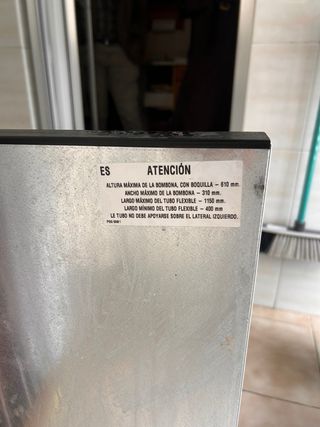 ES ATENCIÓN
ALTURA MÁXIMA DE LA BOMBONA, CON BOQUILLA – 610 mm.
ANCHO MÁXIMO DE LA BOMBONA – 310 mm.
LARGO MÁXIMO DEL TUBO FLEXIBLE – 1150 mm.
LARGO MÍNIMO DEL TUBO FLEXIBLE – 400 mm
LE TUBO NO DEBE APOYARSE SOBRE EL LATERAL IZQUIERDO.